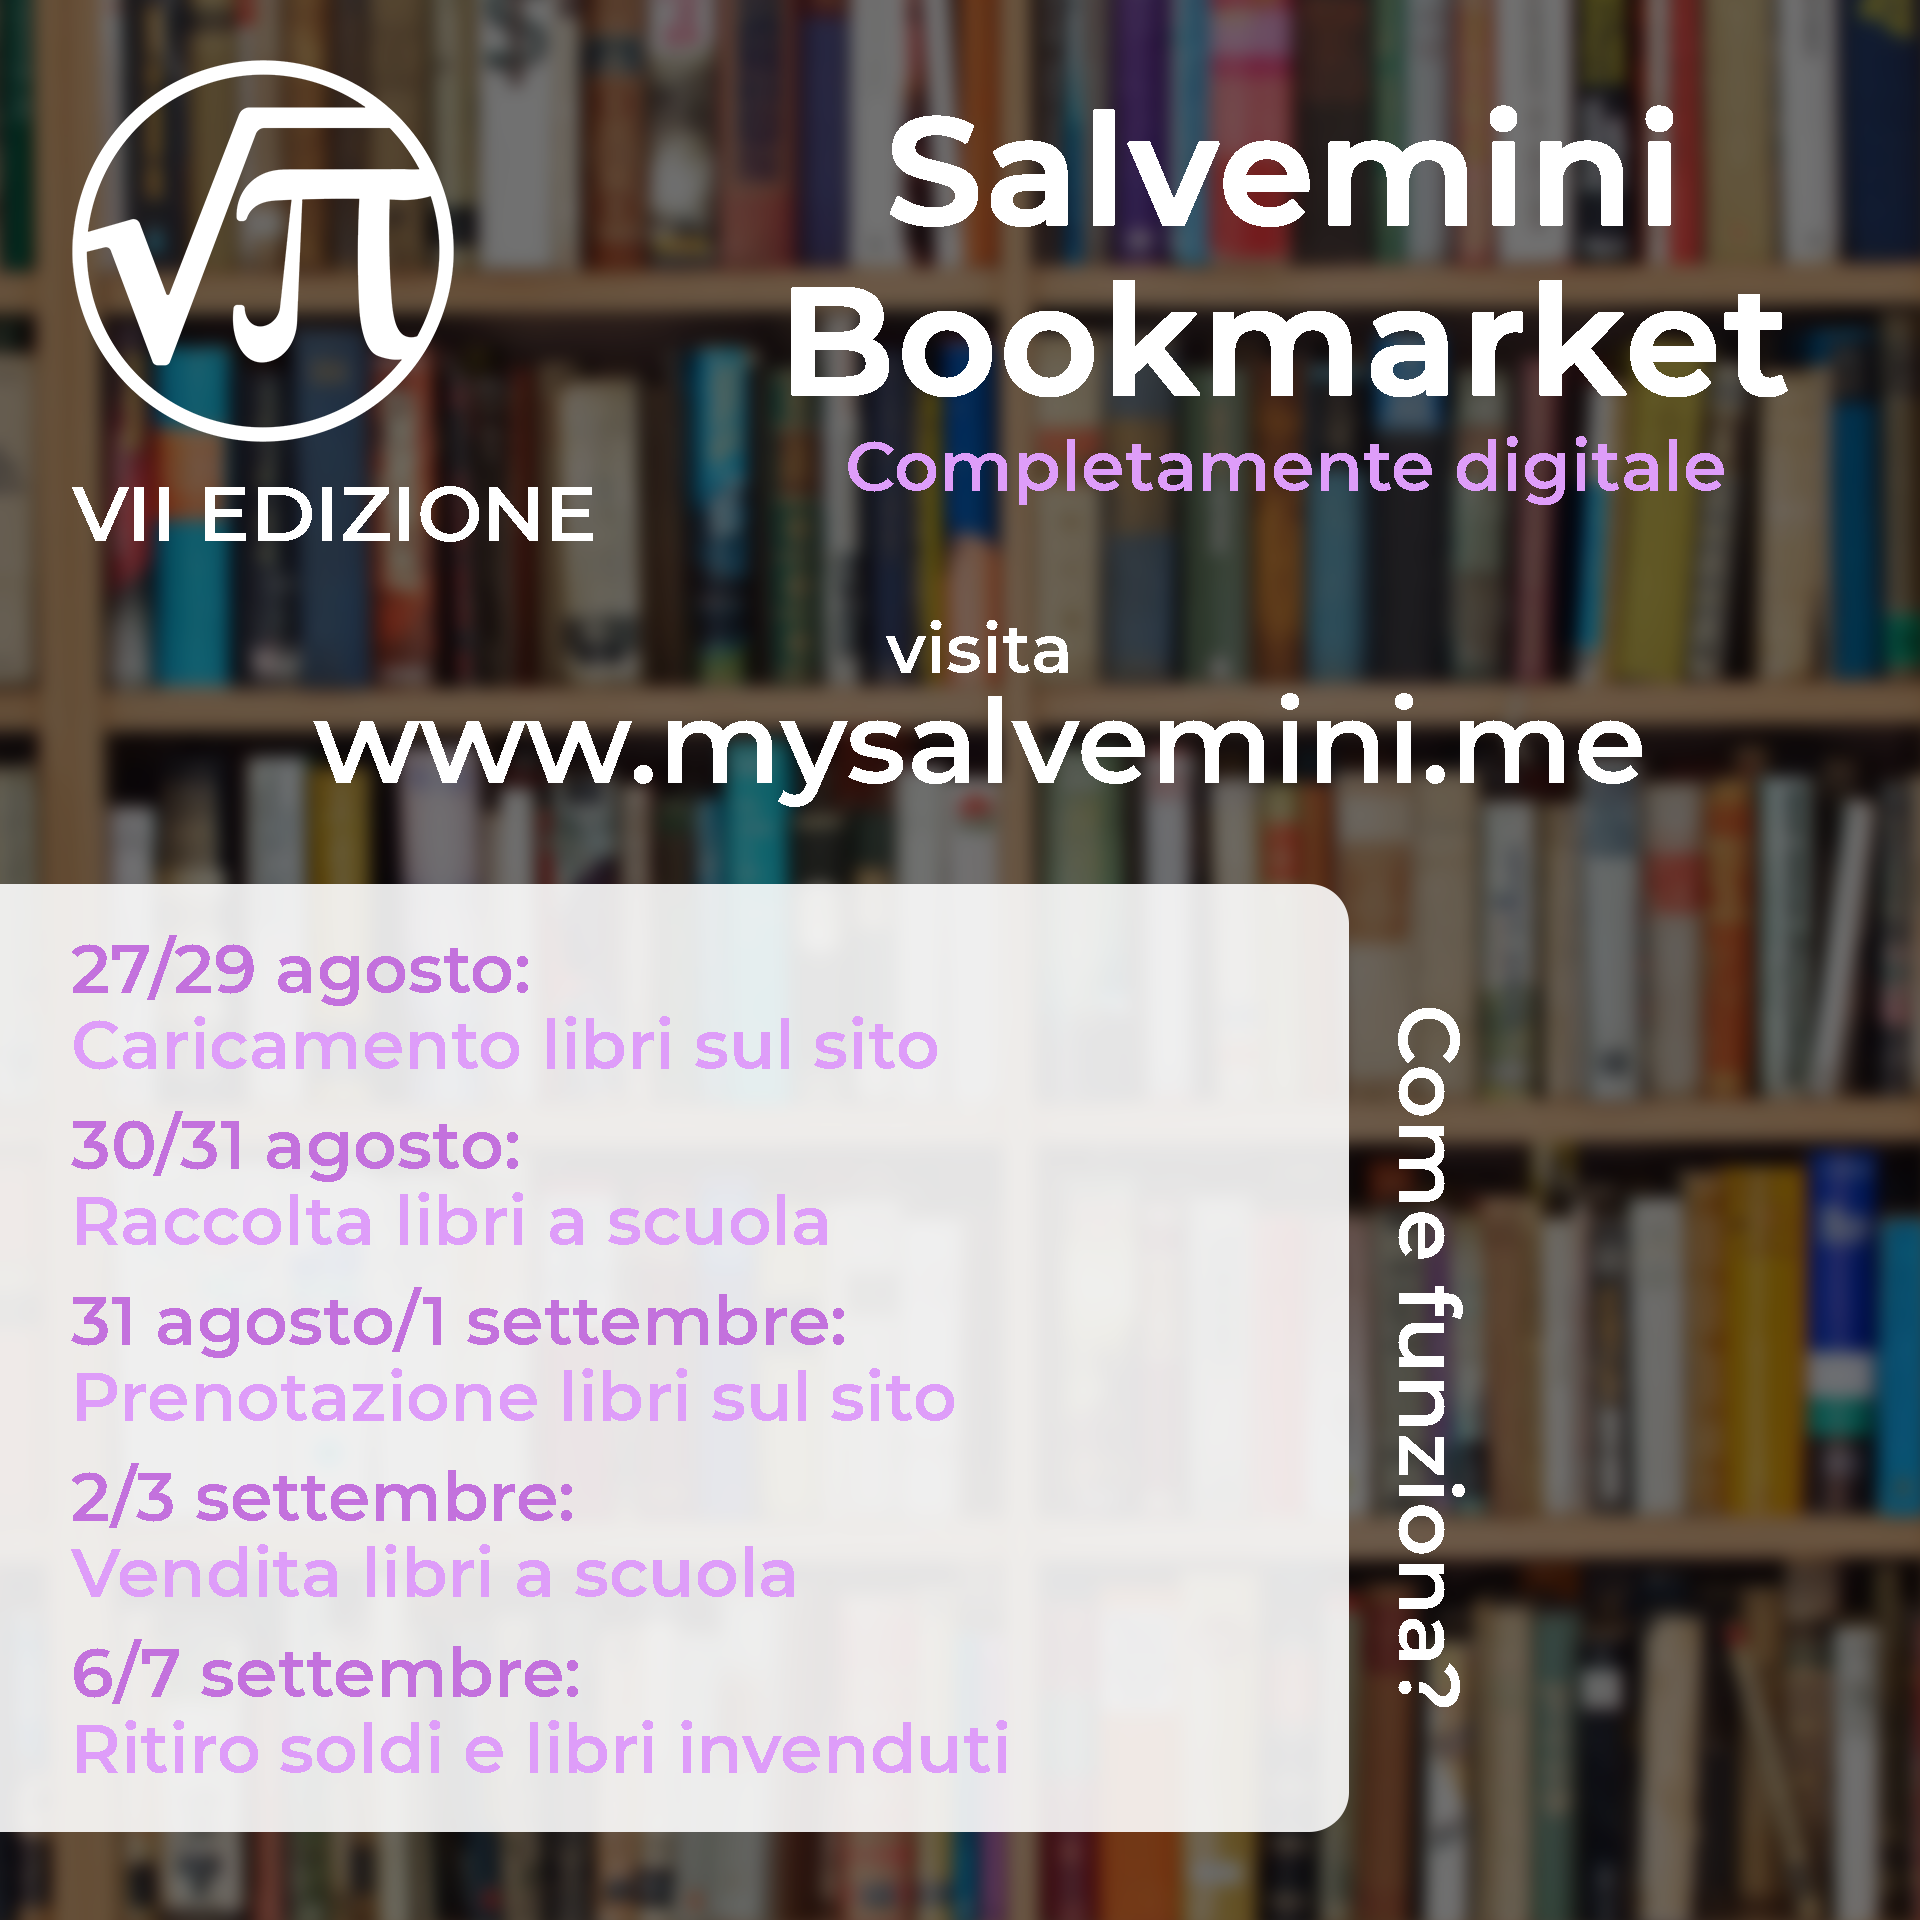 √π
VII EDIZIONE
Salvemini
Bookmarket
Completamente digitale
visita
www.mysalvemini.me
27/29 agosto:
Caricamento libri sul sito
30/31 agosto:
Raccolta libri a scuola
31 agosto/1 settembre:
Prenotazione libri sul sito
2/3 settembre:
Vendita libri a scuola
6/7 settembre:
Ritiro soldi e libri invenduti
Come funziona?